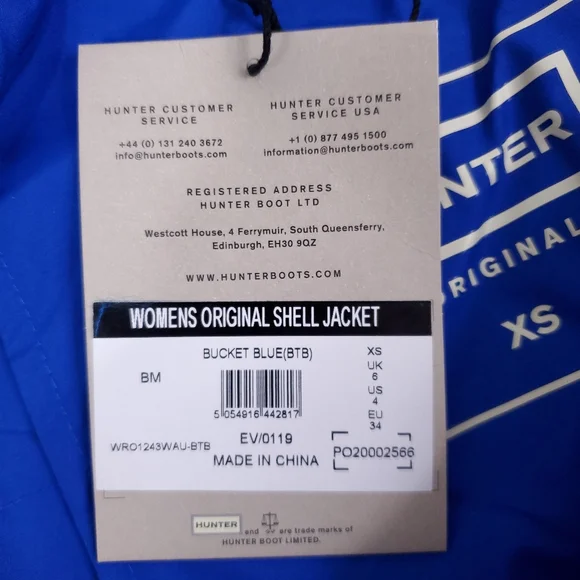 HUNTER CUSTOMER
SERVICE
+44 (0) 131 240 3672
info@hunterboots.com
HUNTER CUSTOMER
SERVICE USA
+1 (0) 877 495 1500
information@hunterboots.com
REGISTERED ADDRESS
HUNTER BOOT LTD
Westcott House, 4 Ferrymuir, South Queensferry,
Edinburgh, EH30 9QZ
WWW.HUNTERBOOTS.COM
WOMENS ORIGINAL SHELL JACKET
BUCKET BLUE(BTB)
BM
5 054916 442817
WRO1243WAU-BTB
EV/0119
MADE IN CHINA
XS
UK
6
US
4
EU
34
PO20002566
HUNTER and are trade marks of
HUNTER BOOT LIMITED.
NTER
ORIGINAL
XS